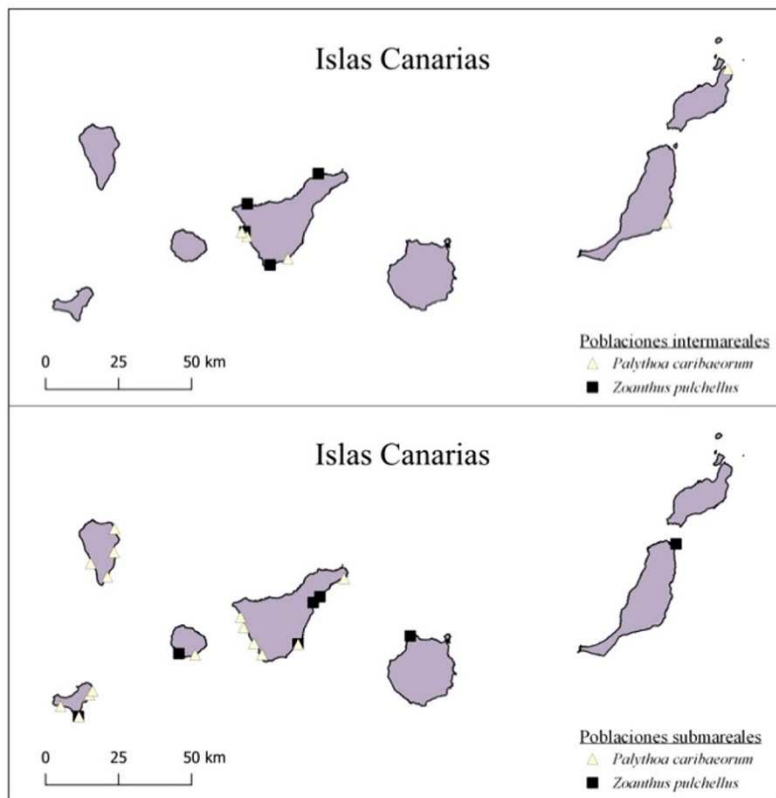 Islas Canarias
Poblaciones intermareales
Palythoa caribaeorum
Zoanthus pulchellus
0 25 50 km
Islas Canarias
Poblaciones submareales
Palythoa caribaeorum
Zoanthus pulchellus
0 25 50 km